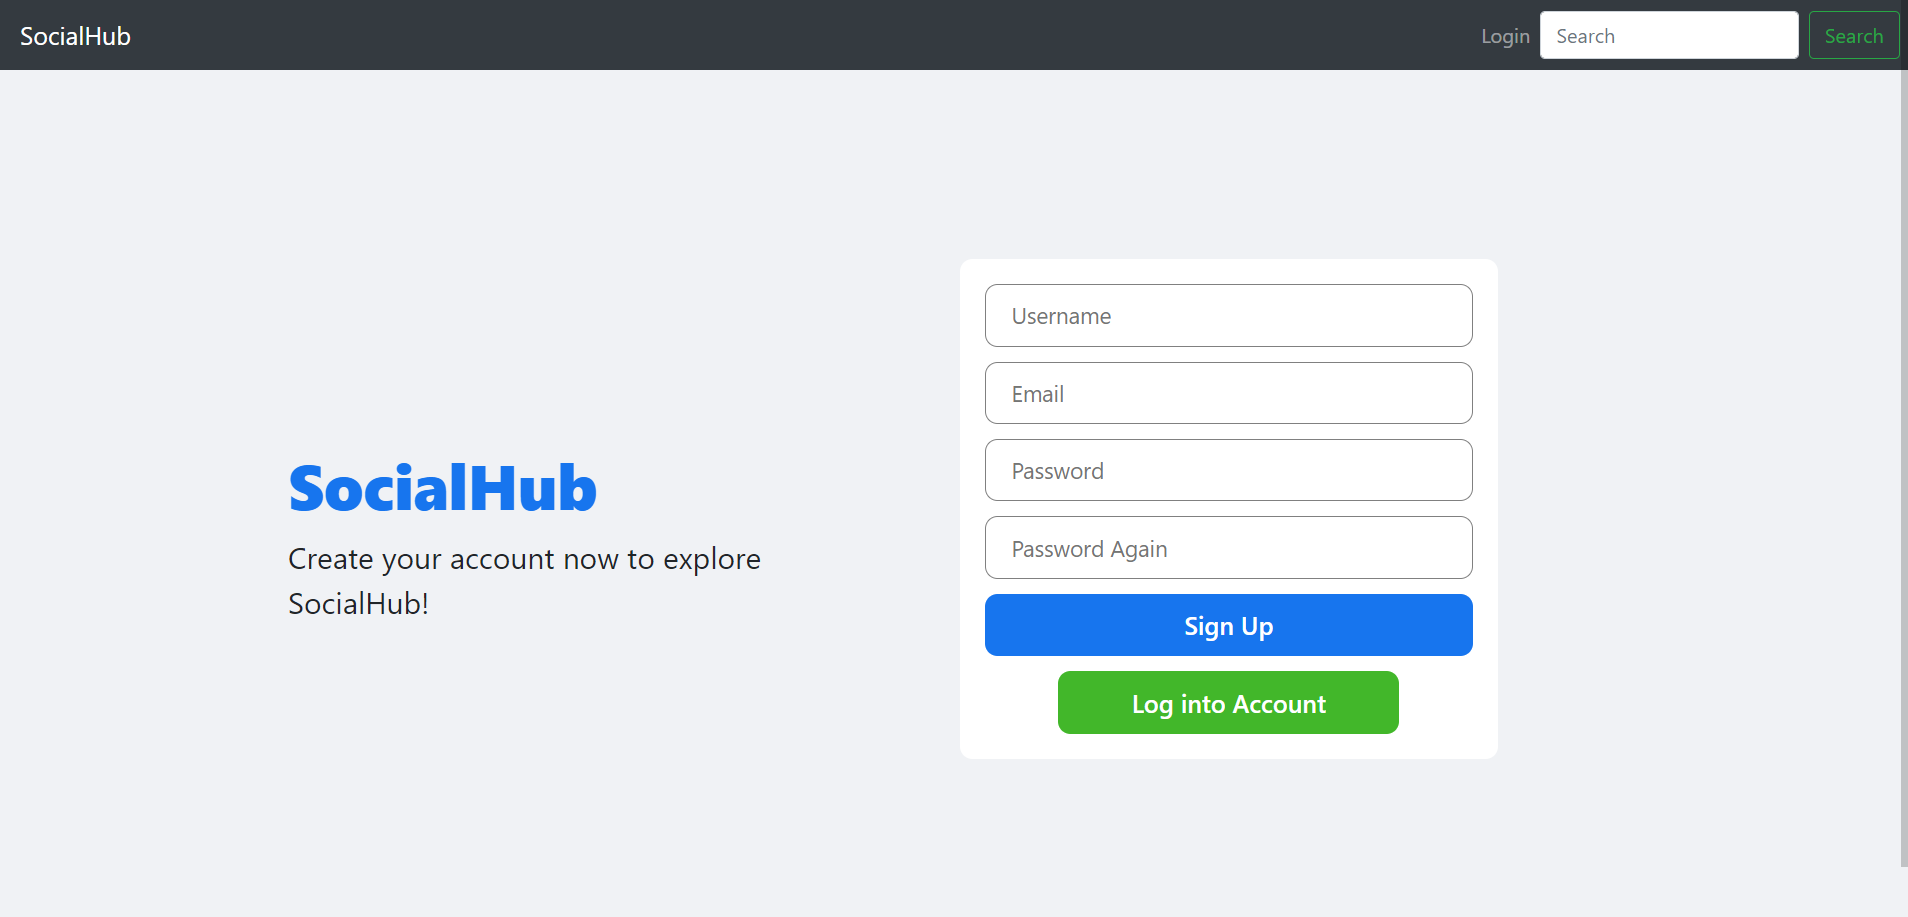 SocialHub
Login
Search
Search
SocialHub
Create your account now to explore
SocialHub!
Username
Email
Password
Password Again
Sign Up
Log into Account